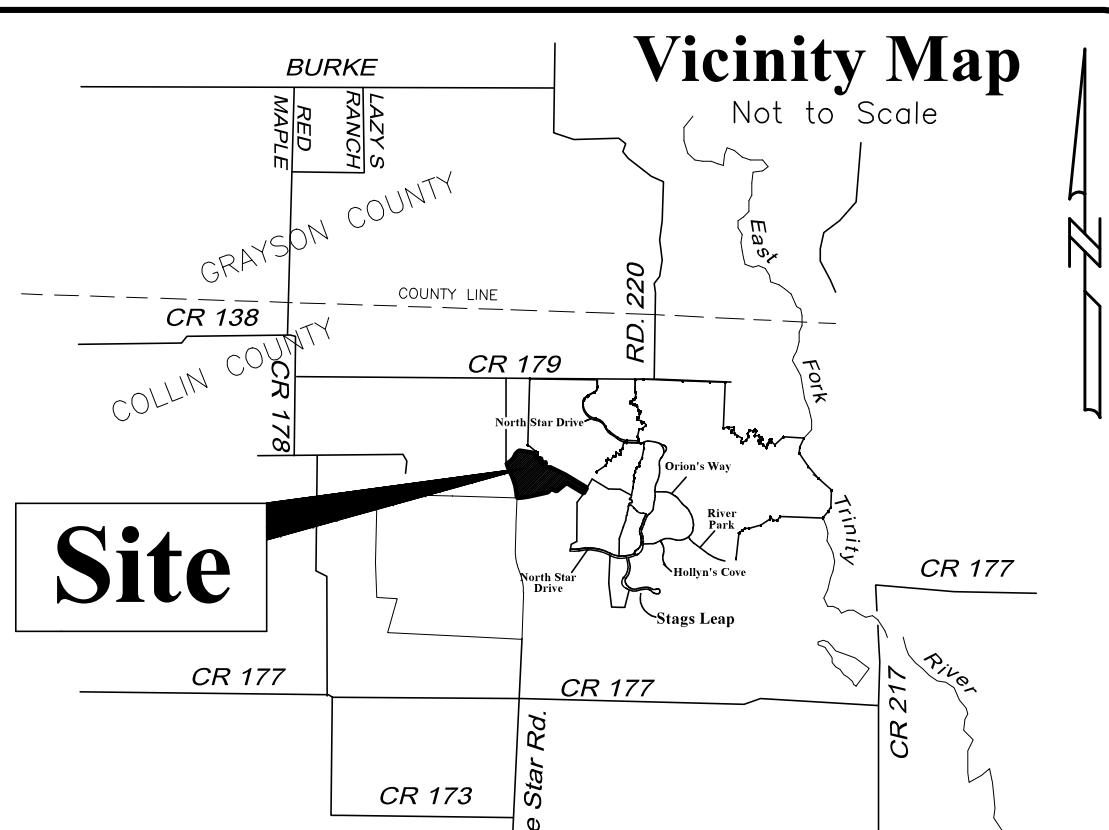 Vicinity Map
Not to Scale
BURKE
RED
MAPLE
LAZY S
RANCH
GRAYSON COUNTY
COUNTY LINE
CR 138
COLLIN COUNTY
CR 178
CR 179
RD. 220
East
Fork
Trinity
River
N
North Star Drive
Orion's Way
River
Park
Hollyn's Cove
North Star
Drive
Stags Leap
Site
CR 177
CR 177
CR 177
CR 217
CR 173
e Star Rd.